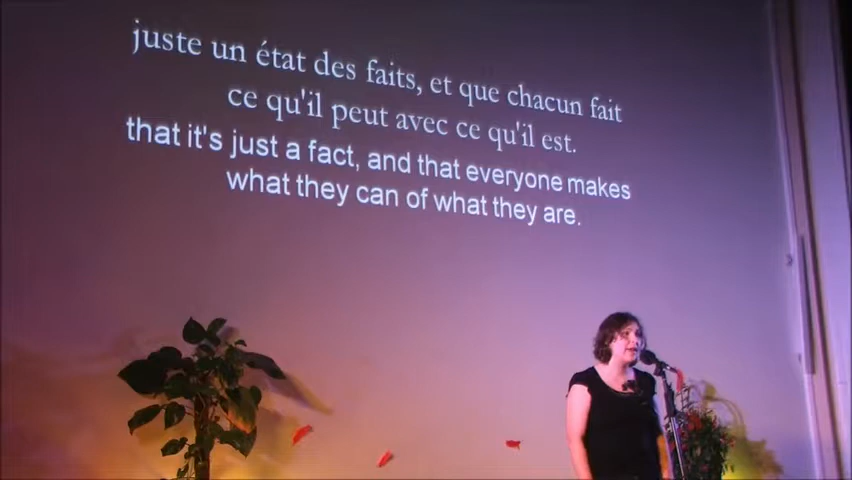 juste un état des faits, et que chacun fait
ce qu'il peut avec ce qu'il est.
that it's just a fact, and that everyone makes
what they can of what they are.